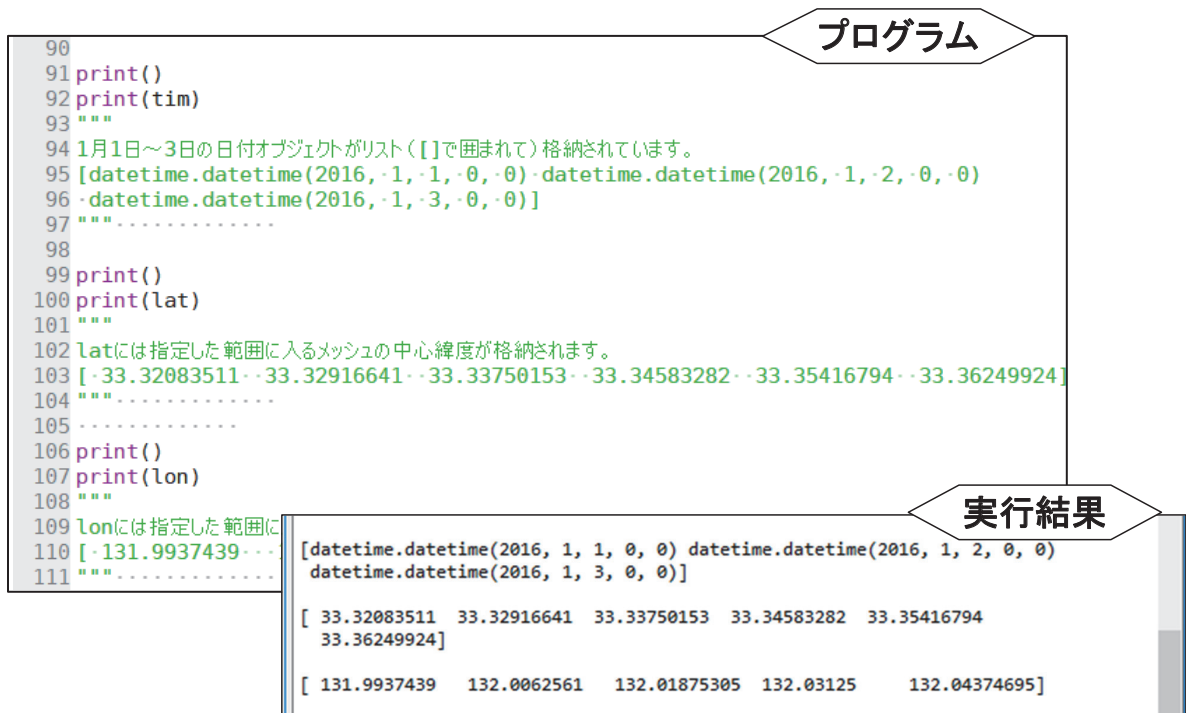 プログラム
90
91 print()
92 print(tim)
93 """
94 1月1日～3日の日付オブジェクトがリスト([]で囲まれて)格納されています。
95 [datetime.datetime(2016,·1,·1,·0,·0)·datetime.datetime(2016,·1,·2,·0,·0)
96 ·datetime.datetime(2016,·1,·3,·0,·0)]
97 """·············
98
99 print()
100 print(lat)
101 """
102 latには指定した範囲に入るメッシュの中心緯度が格納されます。
103 [·33.32083511··33.32916641··33.33750153··33.34583282··33.35416794··33.36249924]
104 """·············
105 ·············
106 print()
107 print(lon)
108 """
109 lonには指定した範囲に
110 [·131.9937439···
111 """·············
実行結果
[datetime.datetime(2016, 1, 1, 0, 0) datetime.datetime(2016, 1, 2, 0, 0)
 datetime.datetime(2016, 1, 3, 0, 0)]
[ 33.32083511  33.32916641  33.33750153  33.34583282  33.35416794
  33.36249924]
[ 131.9937439   132.0062561   132.01875305  132.03125     132.04374695]